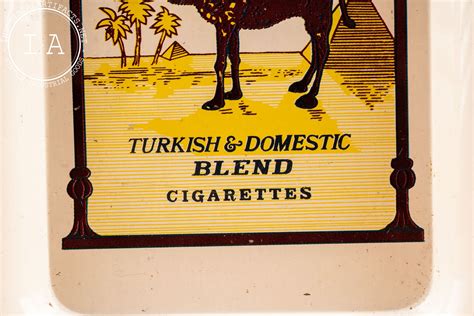 TURKISH & DOMESTIC
BLEND
CIGARETTES
I A